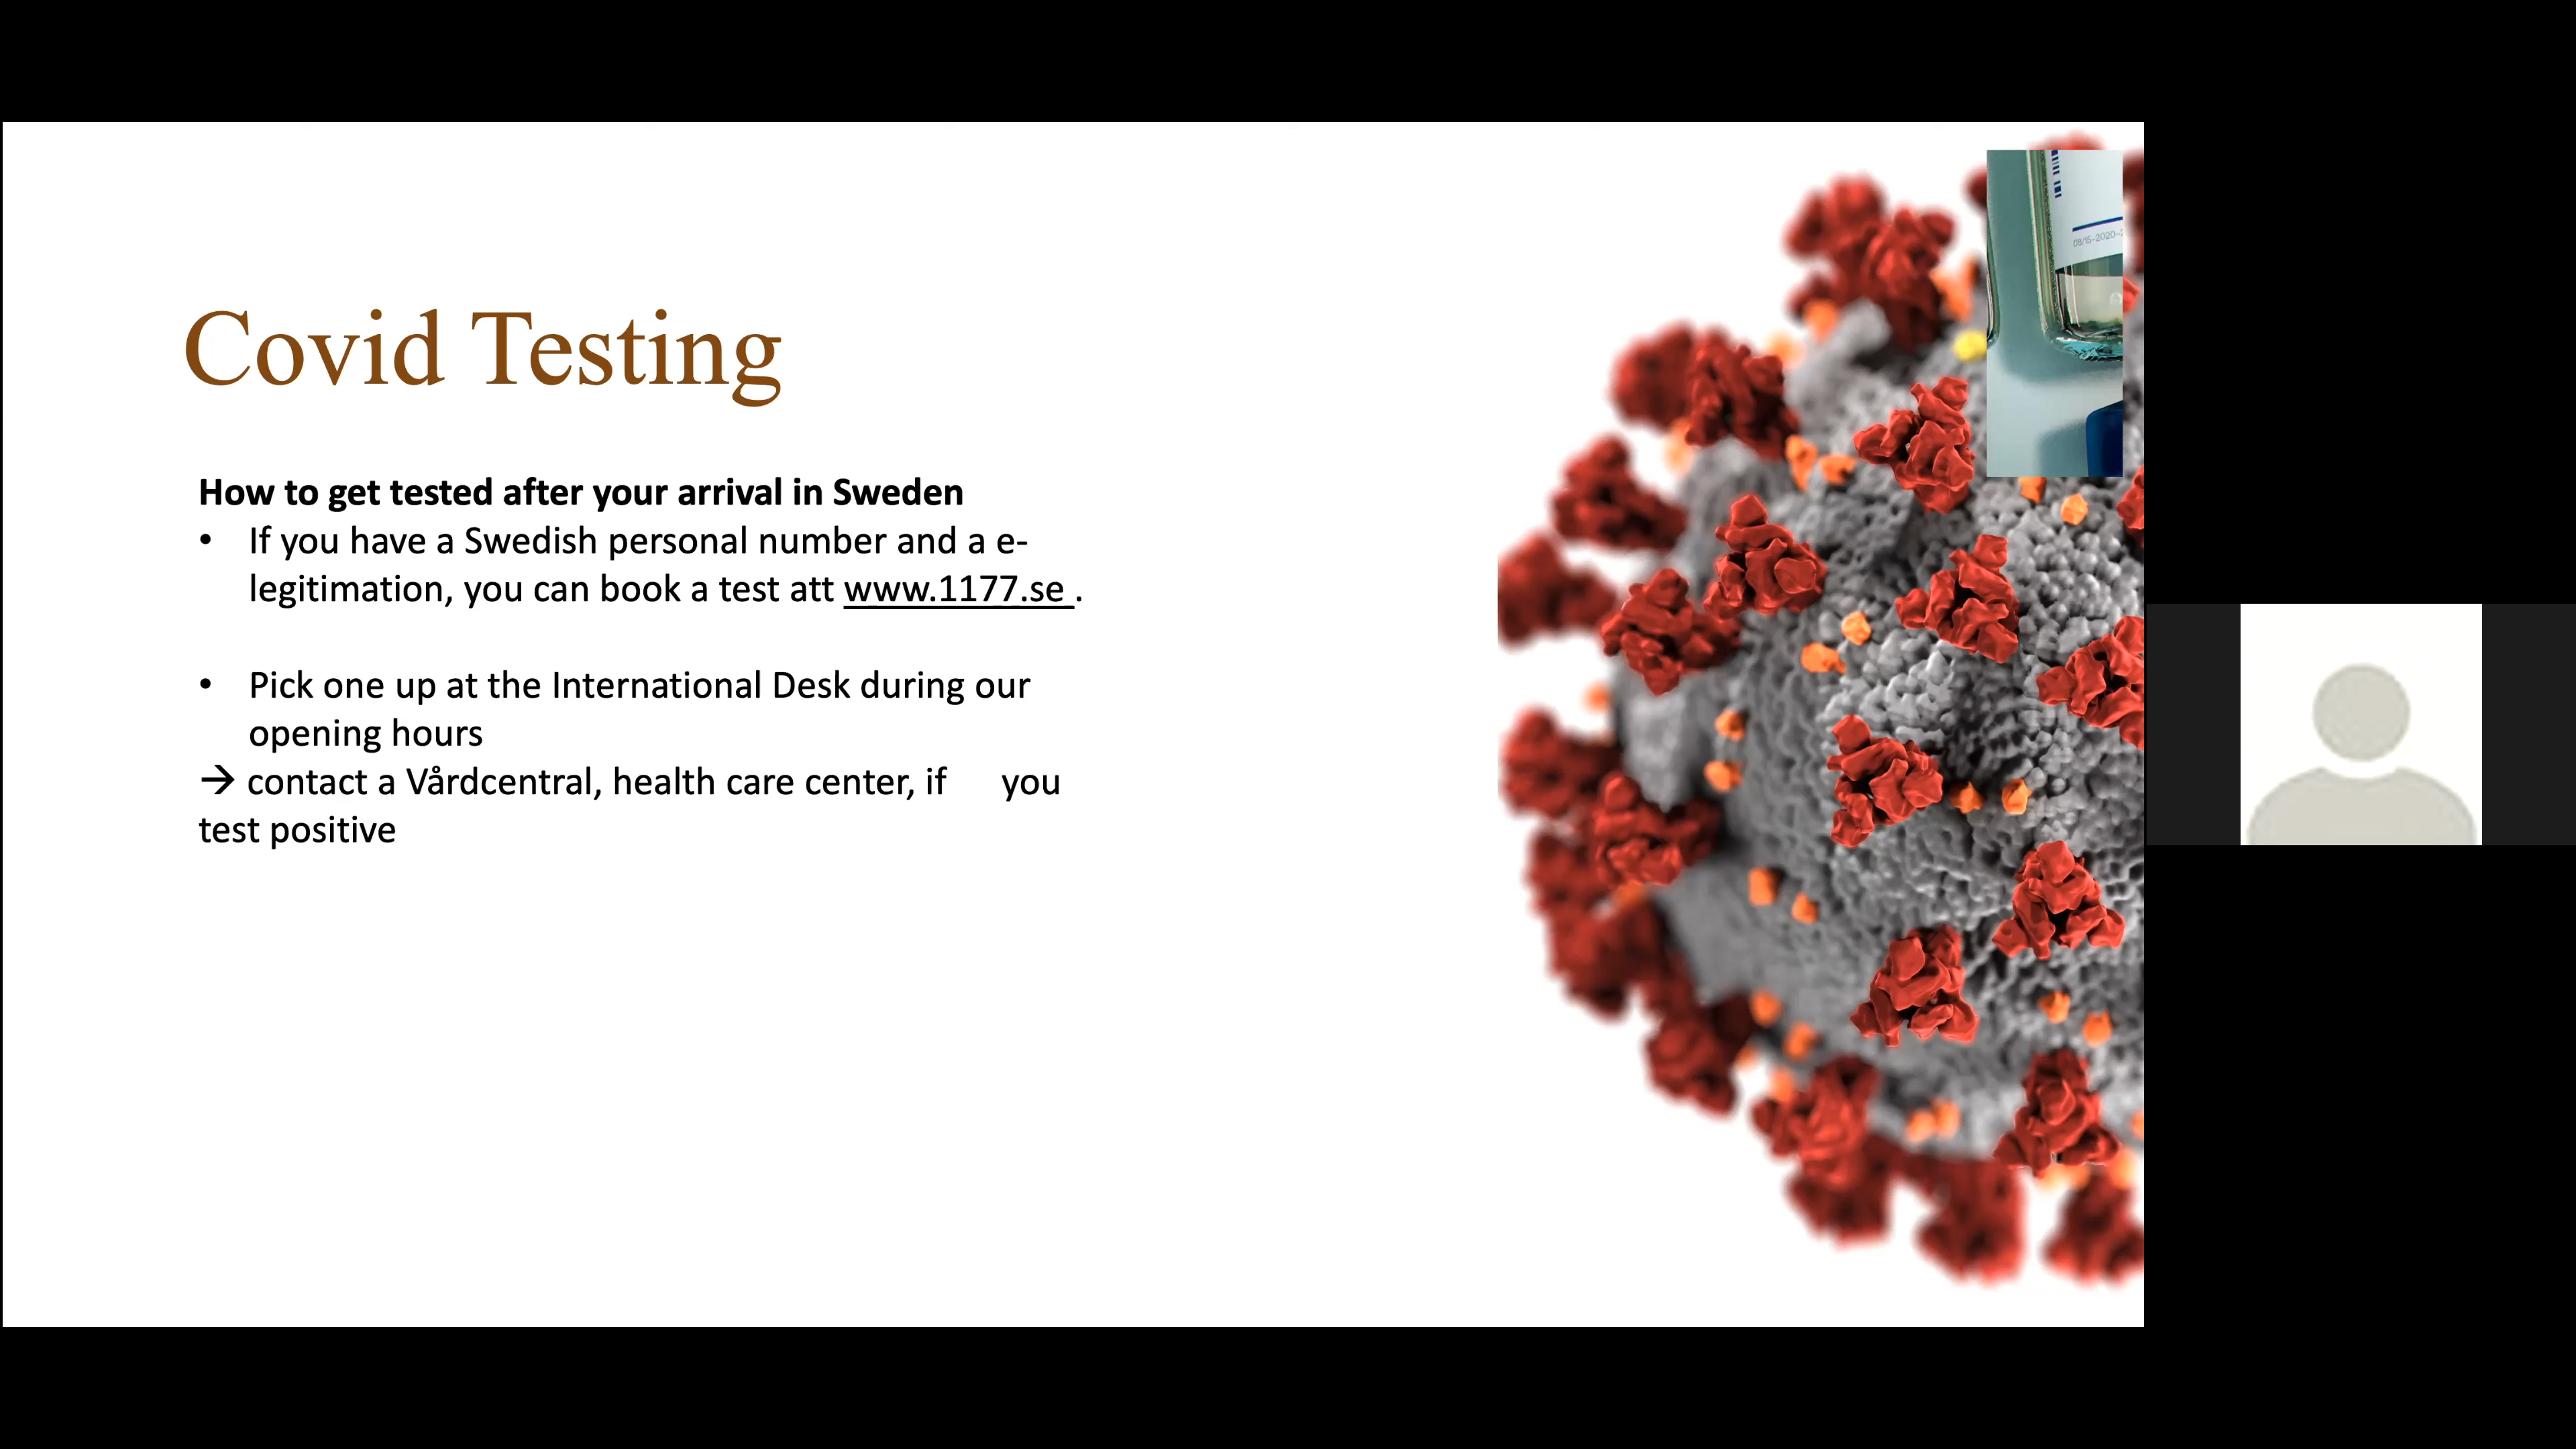 Covid Testing
How to get tested after your arrival in Sweden
• If you have a Swedish personal number and a e-
legitimation, you can book a test att www.1177.se .
• Pick one up at the International Desk during our
opening hours
→ contact a Vårdcentral, health care center, if you
test positive